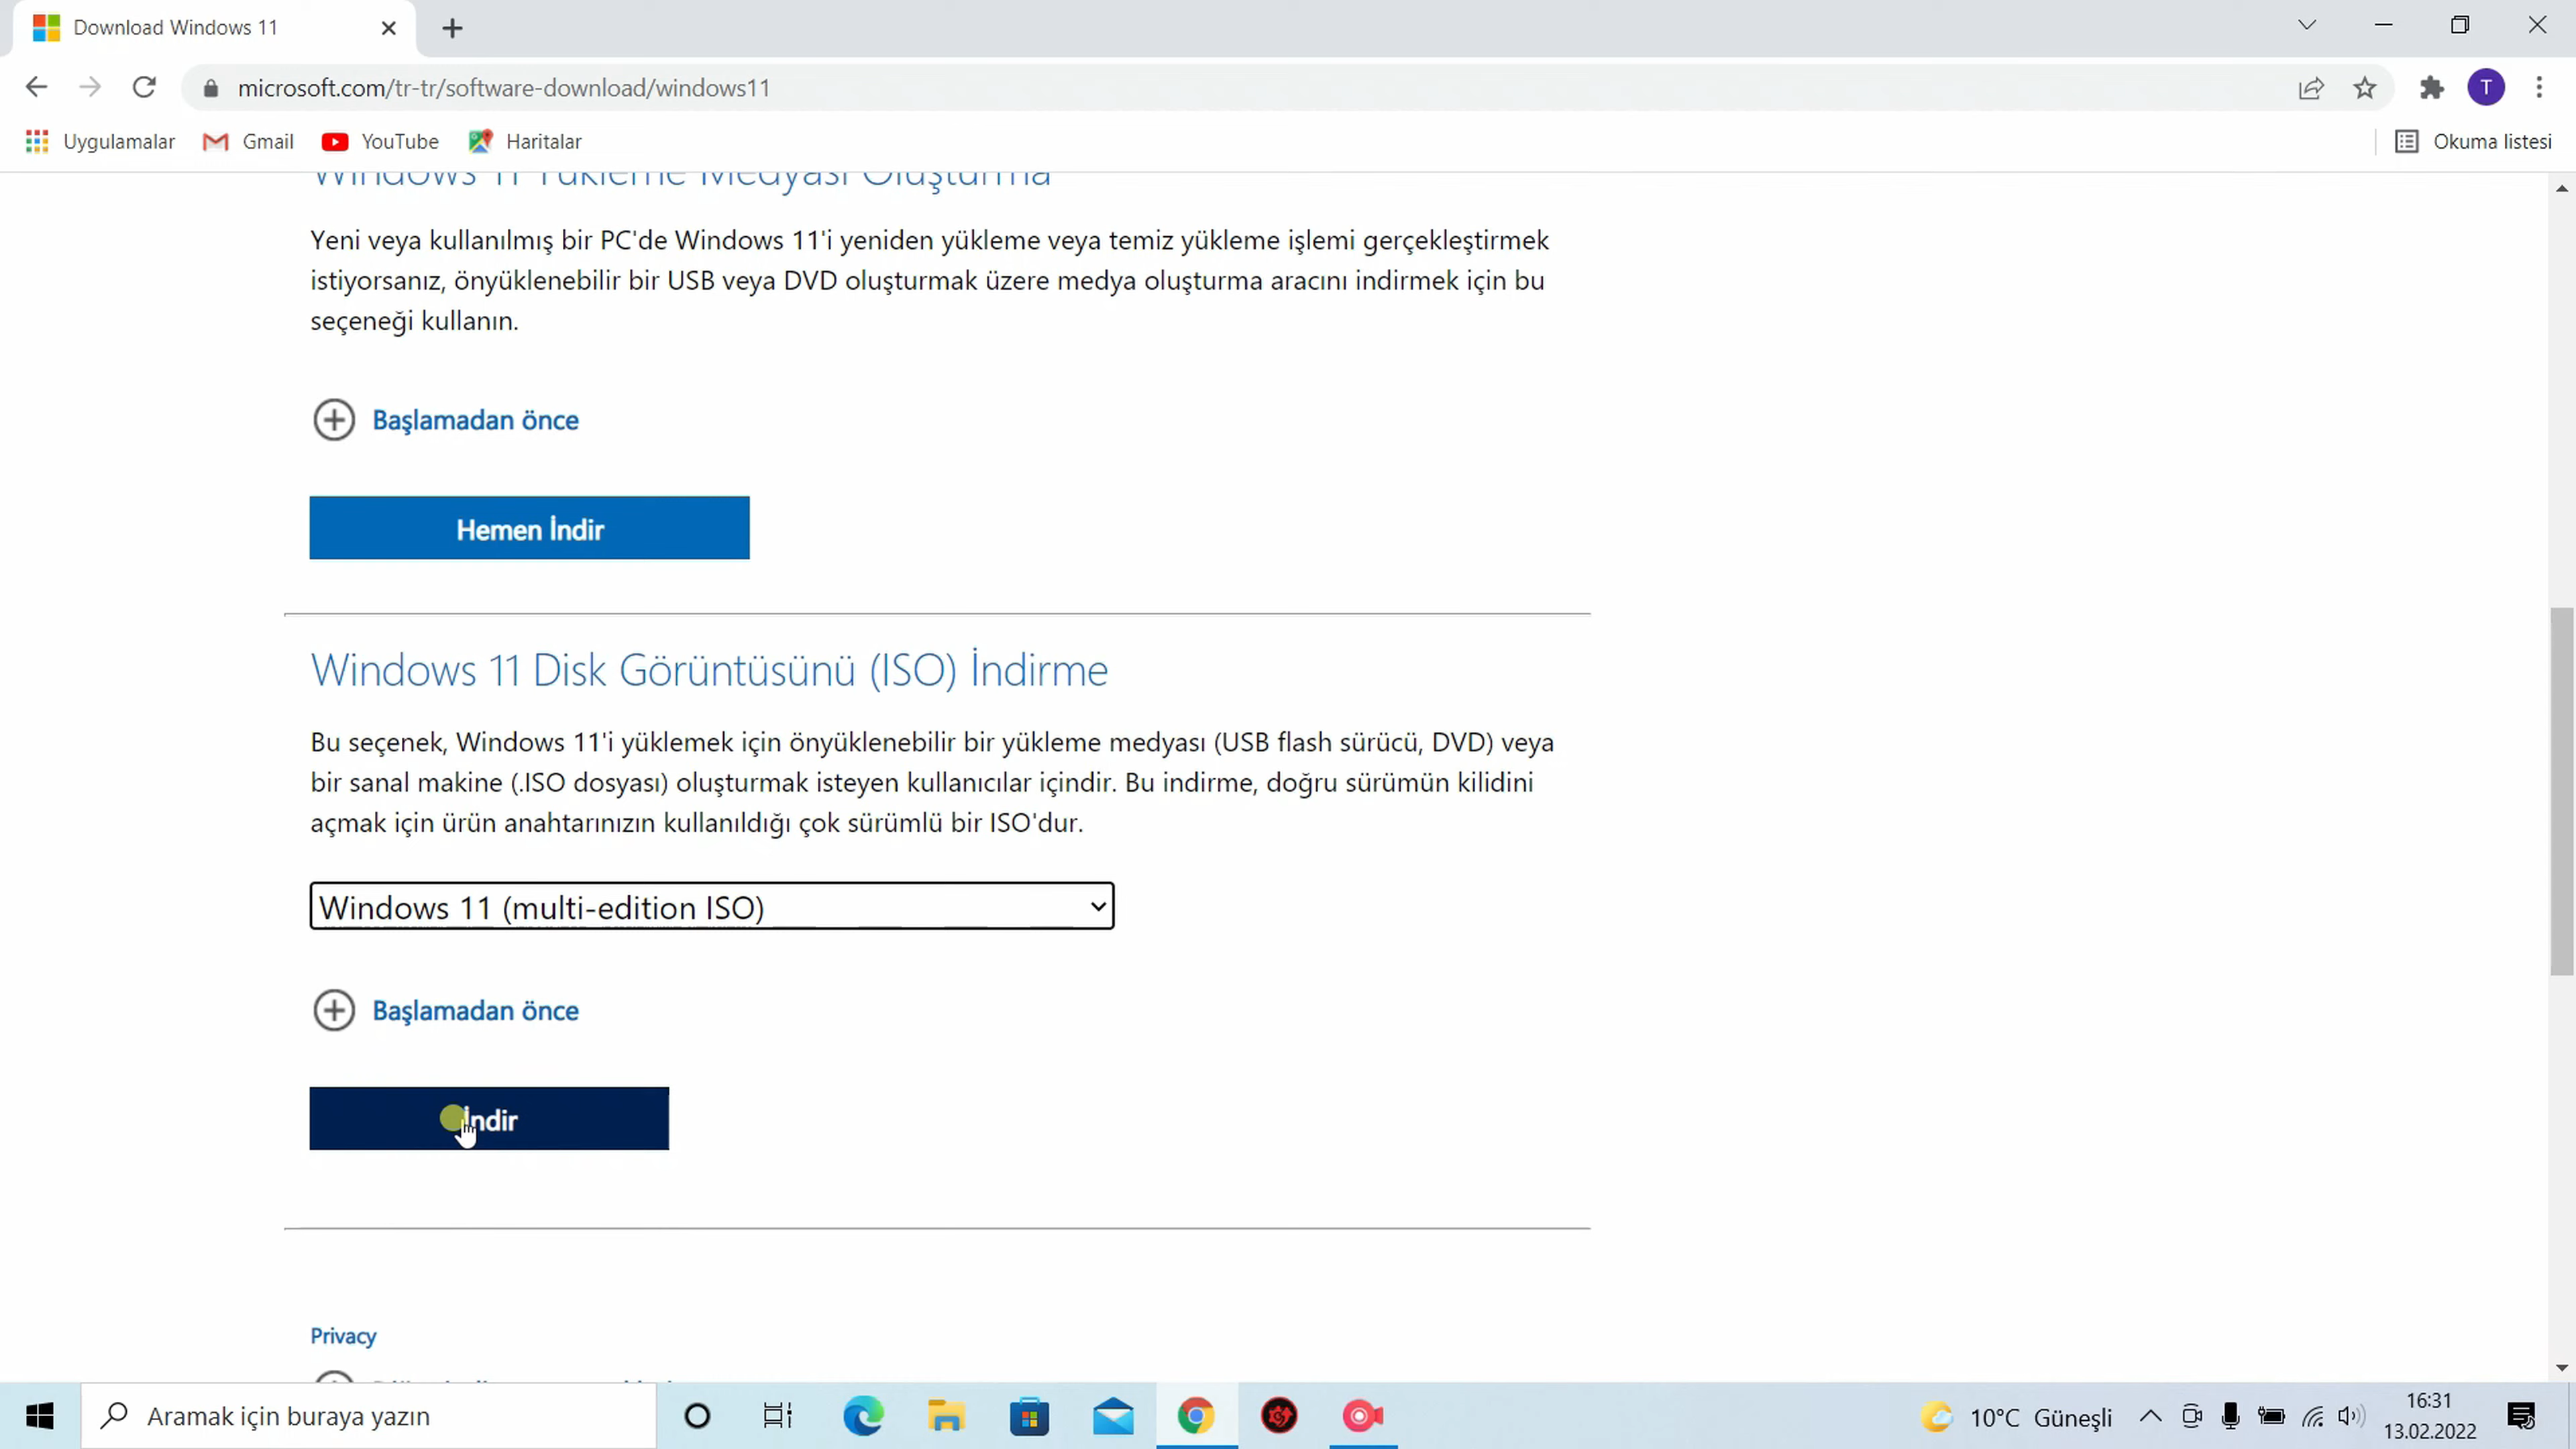 Download Windows 11
microsoft.com/tr-tr/software-download/windows11
Uygulamalar
Gmail
YouTube
Haritalar
Okuma listesi
Windows 11 Yükleme Medyası Oluşturma
Yeni veya kullanılmış bir PC'de Windows 11'i yeniden yükleme veya temiz yükleme işlemi gerçekleştirmek
istiyorsanız, önyüklenebilir bir USB veya DVD oluşturmak üzere medya oluşturma aracını indirmek için bu
seçeneği kullanın.
Başlamadan önce
Hemen İndir
Windows 11 Disk Görüntüsünü (ISO) İndirme
Bu seçenek, Windows 11'i yüklemek için önyüklenebilir bir yükleme medyası (USB flash sürücü, DVD) veya
bir sanal makine (.ISO dosyası) oluşturmak isteyen kullanıcılar içindir. Bu indirme, doğru sürümün kilidini
açmak için ürün anahtarınızın kullanıldığı çok sürümlü bir ISO'dur.
Windows 11 (multi-edition ISO)
Başlamadan önce
İndir
Privacy
Aramak için buraya yazın
10°C Güneşli
16:31
13.02.2022
T